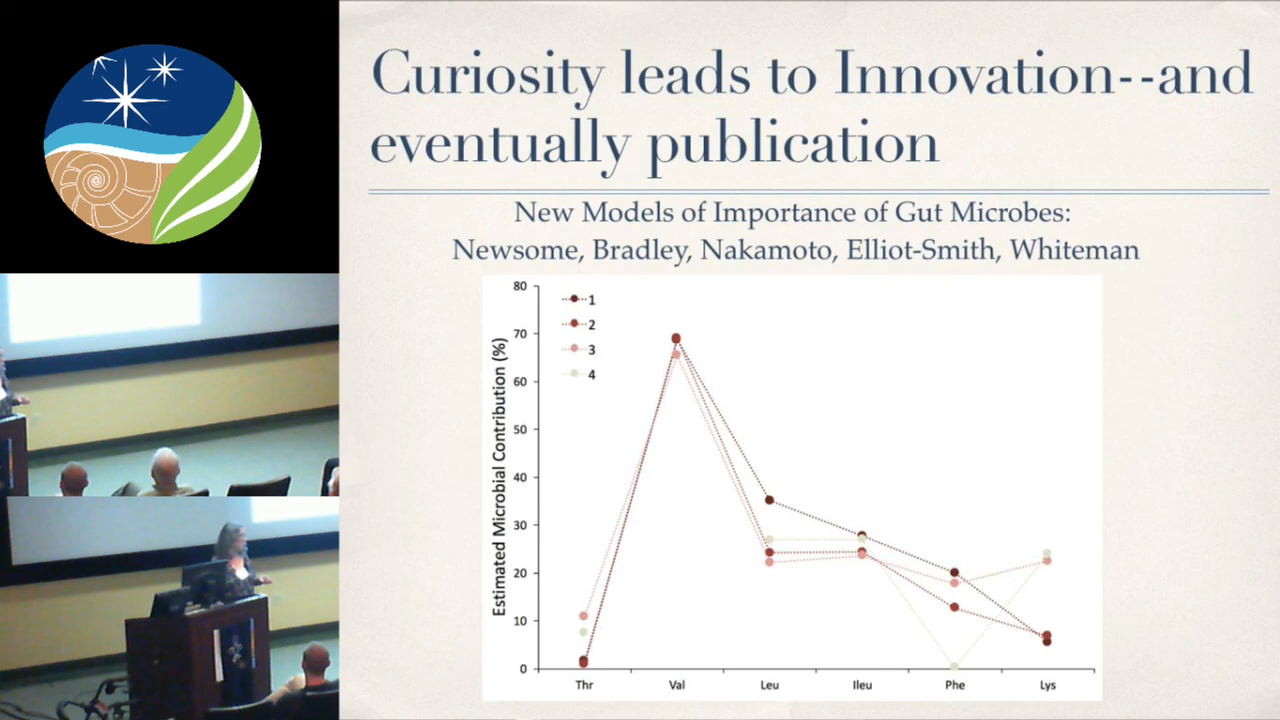 Curiosity leads to Innovation--and
eventually publication
New Models of Importance of Gut Microbes:
Newsome, Bradley, Nakamoto, Elliot-Smith, Whiteman
80
70
60
50
40
30
20
10
0
Estimated Microbial Contribution (%)
1
2
3
4
Thr Val Leu Ileu Phe Lys